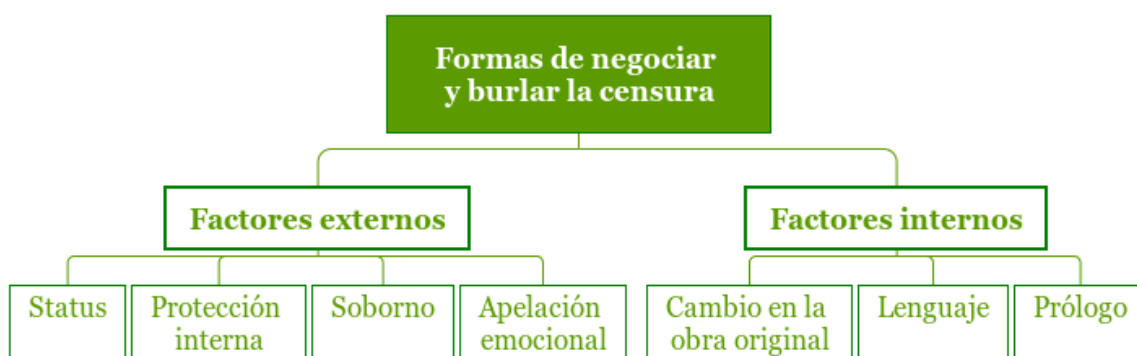 Formas de negociar
y burlar la censura
Factores externos
Factores internos
Status
Protección
interna
Soborno
Apelación
emocional
Cambio en la
obra original
Lenguaje
Prólogo